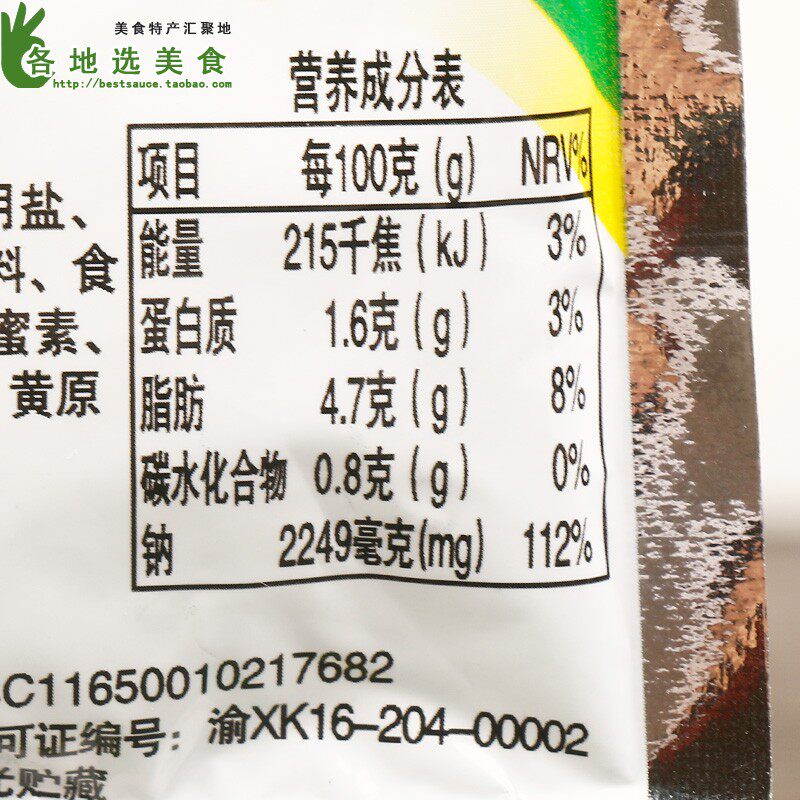 美食特产汇聚地
各地选美食
http://bestsauce.taobao.com
营养成分表
项目 每100克(g) NRV%
能量 215千焦(kJ) 3%
蛋白质 1.6克(g) 3%
脂肪 4.7克(g) 8%
碳水化合物 0.8克(g) 0%
钠 2249毫克(mg) 112%
用盐、
料、食
蜜素、
黄原
C11650010217682
可证编号：渝XK16-204-00002
光贮藏